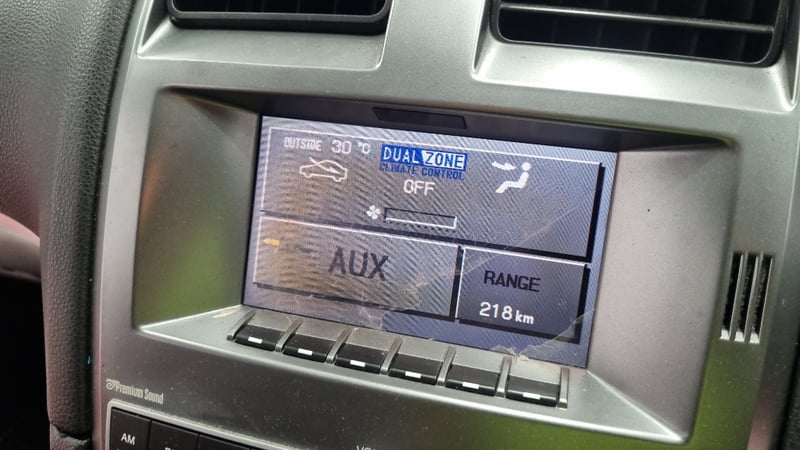 OUTSIDE 30 °C
DUAL ZONE
CLIMATE CONTROL
OFF
AUX
RANGE
218 km
Premium Sound
AM